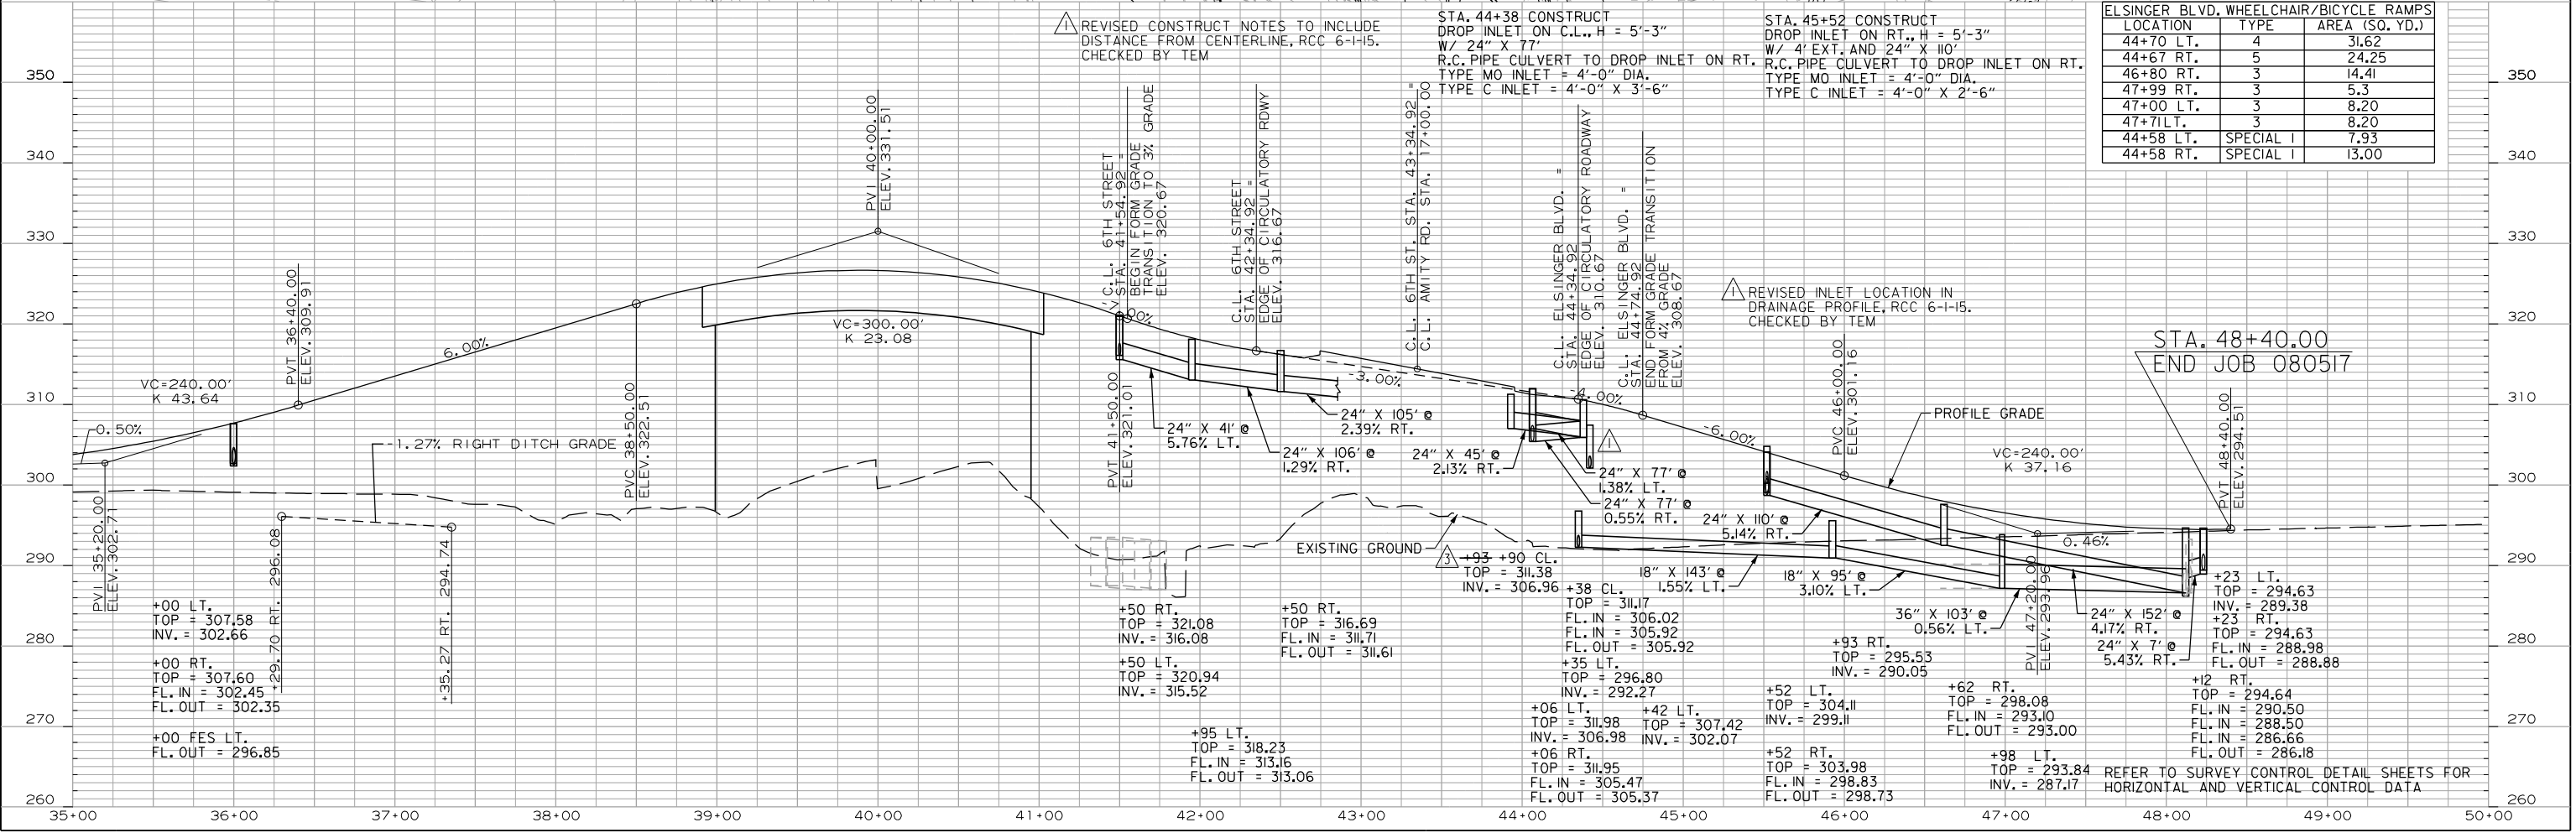 REVISED CONSTRUCT NOTES TO INCLUDE
DISTANCE FROM CENTERLINE, RCC 6-1-15.
CHECKED BY TEM
1
STA. 44+38 CONSTRUCT
DROP INLET ON C.L., H = 5'-3"
W/ 24" X 77'
R.C. PIPE CULVERT TO DROP INLET ON RT.
TYPE MO INLET = 4'-0" DIA.
TYPE C INLET = 4'-0" X 3'-6"
STA. 45+52 CONSTRUCT
DROP INLET ON RT., H = 5'-3"
W/ 4' EXT. AND 24" X 110'
R.C. PIPE CULVERT TO DROP INLET ON RT.
TYPE MO INLET = 4'-0" DIA.
TYPE C INLET = 4'-0" X 2'-6"
ELSINGER BLVD. WHEELCHAIR/BICYCLE RAMPS
LOCATION TYPE AREA (SQ. YD.)
44+70 LT. 4 31.62
44+67 RT. 5 24.25
46+80 RT. 3 14.41
47+99 RT. 3 5.3
47+00 LT. 3 8.20
47+71 LT. 3 8.20
44+58 LT. SPECIAL 1 7.93
44+58 RT. SPECIAL 1 13.00
350
340
330
320
310
300
290
280
270
260
350
340
330
320
310
300
290
280
270
260
0.50%
VC=240.00'
K 43.64
PVI 35+20.00
ELEV. 302.71
PVT 36+40.00
ELEV. 309.91
6.00%
-1.27% RIGHT DITCH GRADE
+29.70 RT. 296.08
+35.27 RT. 294.74
PVC 38+50.00
ELEV. 322.51
PVI 40+00.00
ELEV. 331.51
VC=300.00'
K 23.08
PVT 41+50.00
ELEV. 321.01
C.L. 6TH STREET
STA. 41+54.92 =
BEGIN FORM GRADE
TRANSITION TO 3% GRADE
ELEV. 320.67
C.L. 6TH STREET
STA. 42+34.92 =
EDGE OF CIRCULATORY RDWY
ELEV. 316.67
C.L. 6TH ST. STA. 43+34.92 =
C.L. AMITY RD. STA. 17+00.00
C.L. ELSINGER BLVD. =
STA. 44+34.92
EDGE OF CIRCULATORY ROADWAY
ELEV. 310.67
C.L. ELSINGER BLVD. =
STA. 44+74.92
END FORM GRADE TRANSITION
FROM 4% GRADE
ELEV. 308.67
-3.00%
-4.00%
-6.00%
1
REVISED INLET LOCATION IN
DRAINAGE PROFILE, RCC 6-1-15.
CHECKED BY TEM
STA. 48+40.00
END JOB 080517
PVC 46+00.00
ELEV. 301.16
PROFILE GRADE
VC=240.00'
K 37.16
PVT 48+40.00
ELEV. 294.51
PVI 47+20.00
ELEV. 293.96
0.46%
24" X 41' @
5.76% LT.
24" X 106' @
1.29% RT.
24" X 105' @
2.39% RT.
24" X 45' @
2.13% RT.
1
24" X 77' @
1.38% LT.
24" X 77' @
0.55% RT.
24" X 110' @
5.14% RT.
EXISTING GROUND
18" X 143' @
1.55% LT.
18" X 95' @
3.10% LT.
36" X 103' @
0.56% LT.
24" X 152' @
4.17% RT.
24" X 7' @
5.43% RT.
+00 LT.
TOP = 307.58
INV. = 302.66
+00 RT.
TOP = 307.60
FL. IN = 302.45
FL. OUT = 302.35
+00 FES LT.
FL. OUT = 296.85
+50 RT.
TOP = 321.08
INV. = 316.08
+50 LT.
TOP = 320.94
INV. = 315.52
+95 LT.
TOP = 318.23
FL. IN = 313.16
FL. OUT = 313.06
+50 RT.
TOP = 316.69
FL. IN = 311.71
FL. OUT = 311.61
3
+93 +90 CL.
TOP = 311.38
INV. = 306.96
+38 CL.
TOP = 311.17
FL. IN = 306.02
FL. IN = 305.92
FL. OUT = 305.92
+35 LT.
TOP = 296.80
INV. = 292.27
+06 LT.
TOP = 311.98
INV. = 306.98
+06 RT.
TOP = 311.95
FL. IN = 305.47
FL. OUT = 305.37
+42 LT.
TOP = 307.42
INV. = 302.07
+52 LT.
TOP = 304.11
INV. = 299.11
+52 RT.
TOP = 303.98
FL. IN = 298.83
FL. OUT = 298.73
+93 RT.
TOP = 295.53
INV. = 290.05
+62 RT.
TOP = 298.08
FL. IN = 293.10
FL. OUT = 293.00
+98 LT.
TOP = 293.84
INV. = 287.17
+23 LT.
TOP = 294.63
INV. = 289.38
+23 RT.
TOP = 294.63
FL. IN = 288.98
FL. OUT = 288.88
+12 RT.
TOP = 294.64
FL. IN = 290.50
FL. IN = 288.50
FL. IN = 286.66
FL. OUT = 286.18
REFER TO SURVEY CONTROL DETAIL SHEETS FOR
HORIZONTAL AND VERTICAL CONTROL DATA
35+00 36+00 37+00 38+00 39+00 40+00 41+00 42+00 43+00 44+00 45+00 46+00 47+00 48+00 49+00 50+00